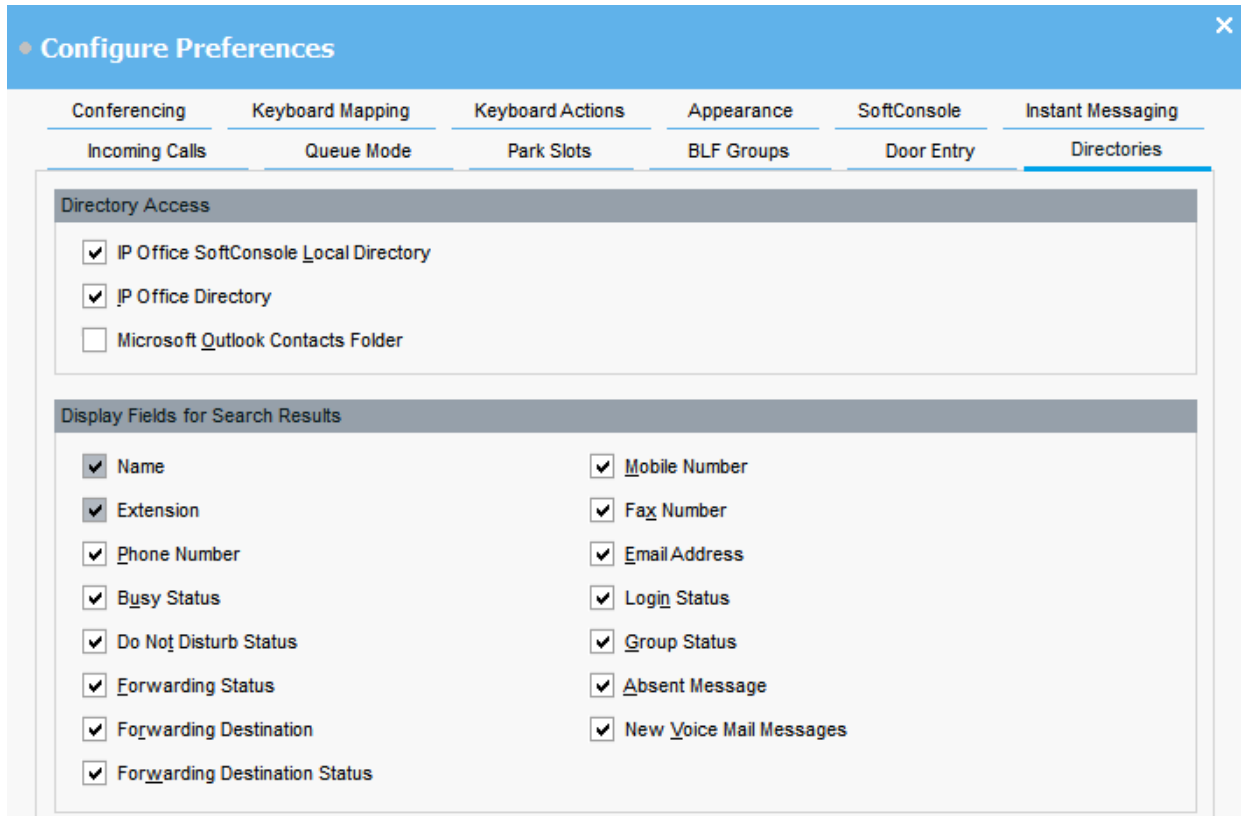 Configure Preferences
Conferencing Keyboard Mapping Keyboard Actions Appearance SoftConsole Instant Messaging
Incoming Calls Queue Mode Park Slots BLF Groups Door Entry Directories
Directory Access
IP Office SoftConsole Local Directory
IP Office Directory
Microsoft Outlook Contacts Folder
Display Fields for Search Results
Name Mobile Number
Extension Fax Number
Phone Number Email Address
Busy Status Login Status
Do Not Disturb Status Group Status
Forwarding Status Absent Message
Forwarding Destination New Voice Mail Messages
Forwarding Destination Status